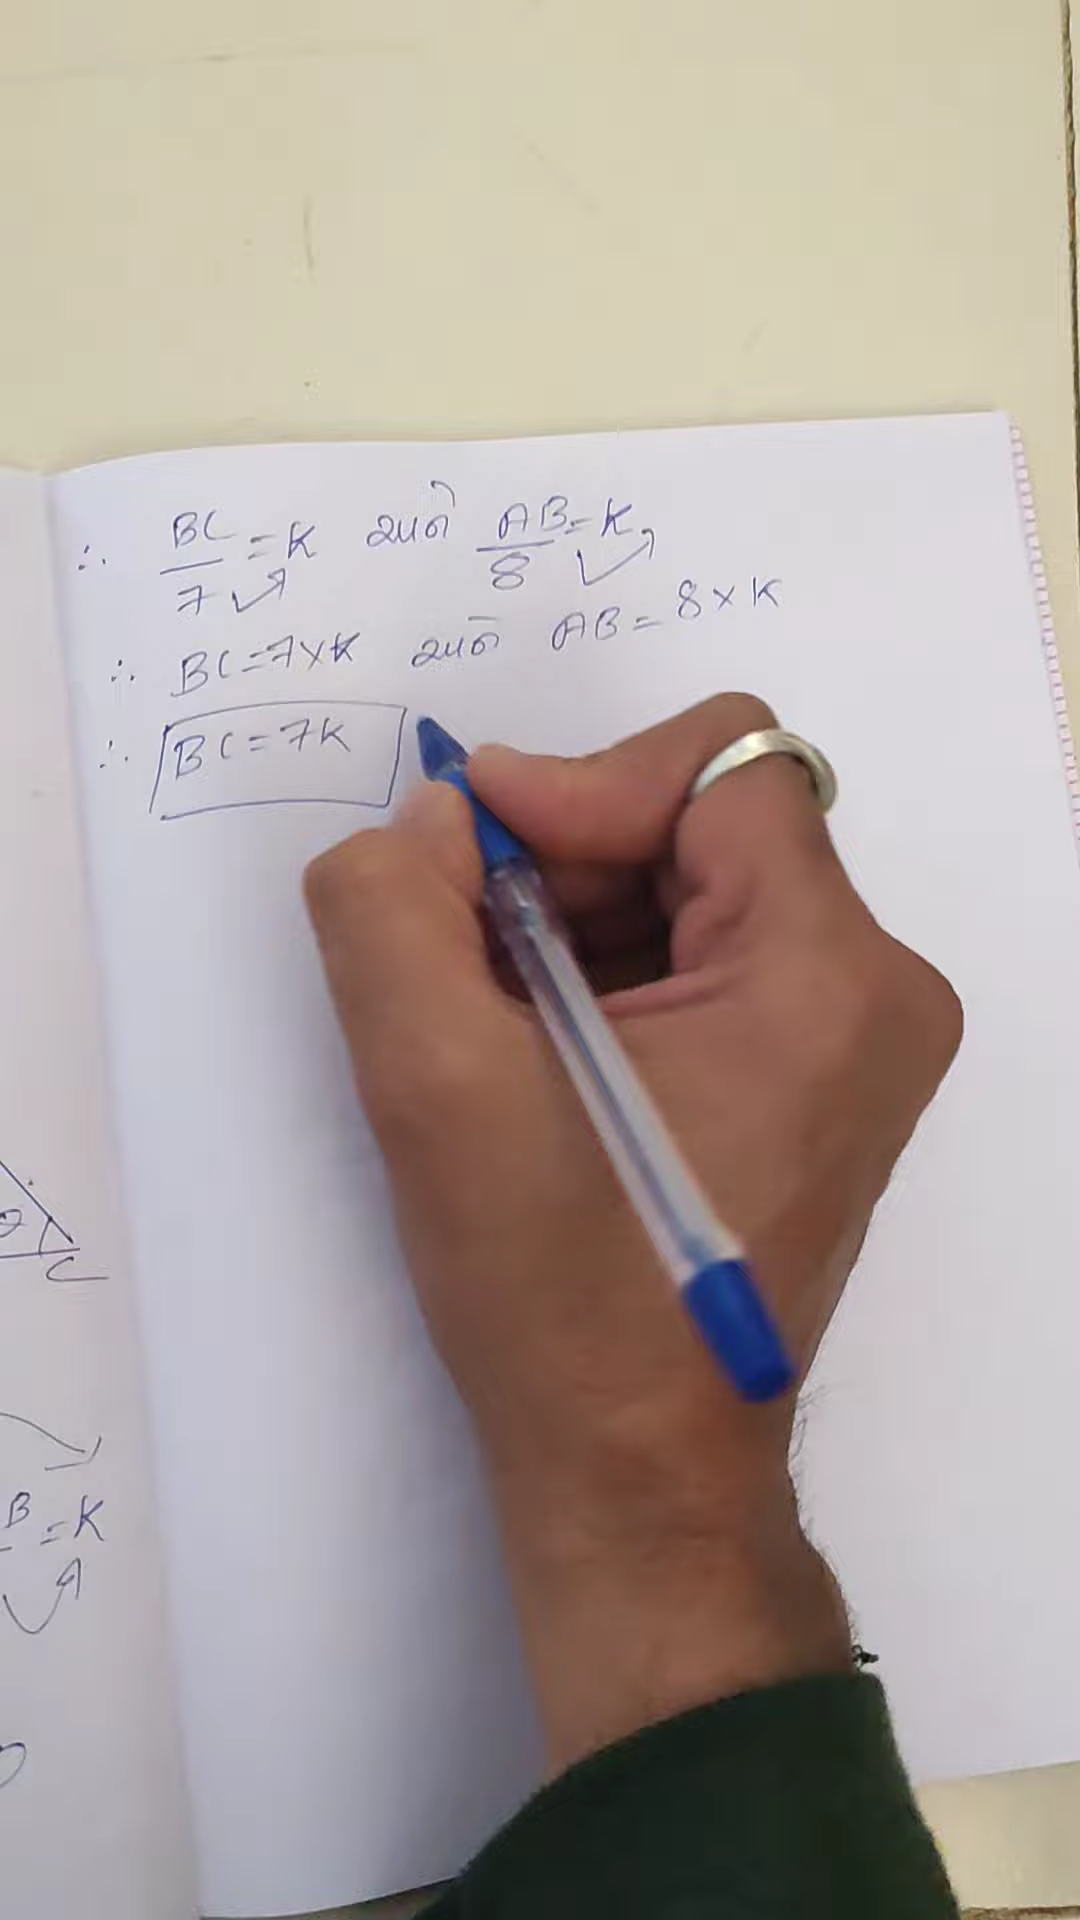 ∴ BC/7 = K અને AB/8 = K
∴ BC = 7×K અને AB = 8×K
∴ BC = 7K
θ
C
B = K